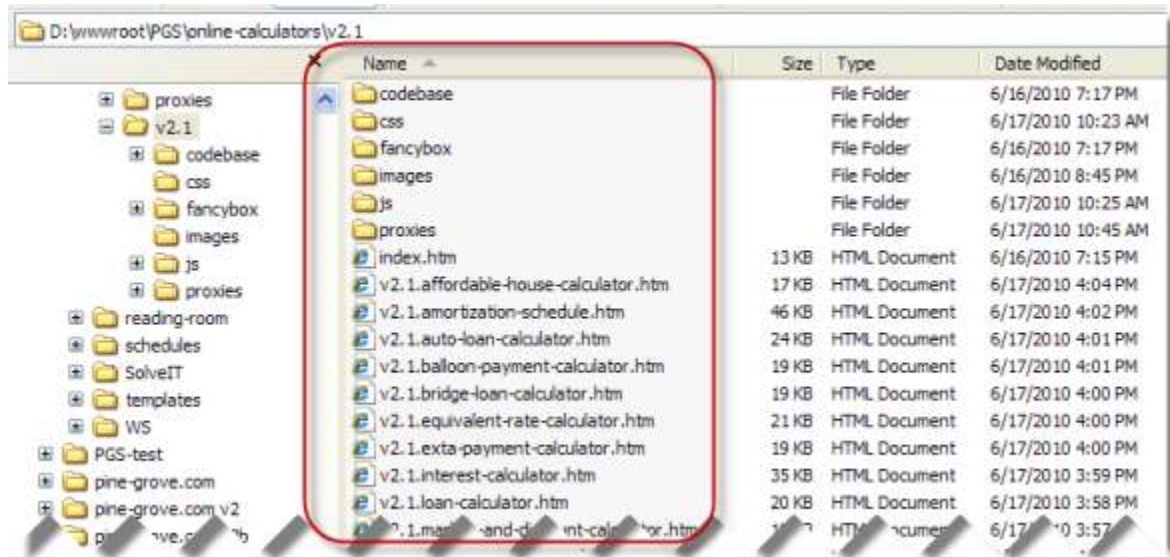 D:\wwwroot\PGS\online-calculators\v2.1
Name Size Type Date Modified
proxies
v2.1
codebase
css
fancybox
images
js
proxies
reading-room
schedules
SolveIT
templates
WS
PGS-test
pine-grove.com
pine-grove.com v2
codebase File Folder 6/16/2010 7:17 PM
css File Folder 6/17/2010 10:23 AM
fancybox File Folder 6/16/2010 7:17 PM
images File Folder 6/16/2010 8:45 PM
js File Folder 6/17/2010 10:25 AM
proxies File Folder 6/17/2010 10:45 AM
index.htm 13 KB HTML Document 6/16/2010 7:15 PM
v2.1.affordable-house-calculator.htm 17 KB HTML Document 6/17/2010 4:04 PM
v2.1.amortization-schedule.htm 46 KB HTML Document 6/17/2010 4:02 PM
v2.1.auto-loan-calculator.htm 24 KB HTML Document 6/17/2010 4:01 PM
v2.1.balloon-payment-calculator.htm 19 KB HTML Document 6/17/2010 4:01 PM
v2.1.bridge-loan-calculator.htm 19 KB HTML Document 6/17/2010 4:00 PM
v2.1.equivalent-rate-calculator.htm 21 KB HTML Document 6/17/2010 4:00 PM
v2.1.exta-payment-calculator.htm 19 KB HTML Document 6/17/2010 4:00 PM
v2.1.interest-calculator.htm 35 KB HTML Document 6/17/2010 3:59 PM
v2.1.loan-calculator.htm 20 KB HTML Document 6/17/2010 3:58 PM